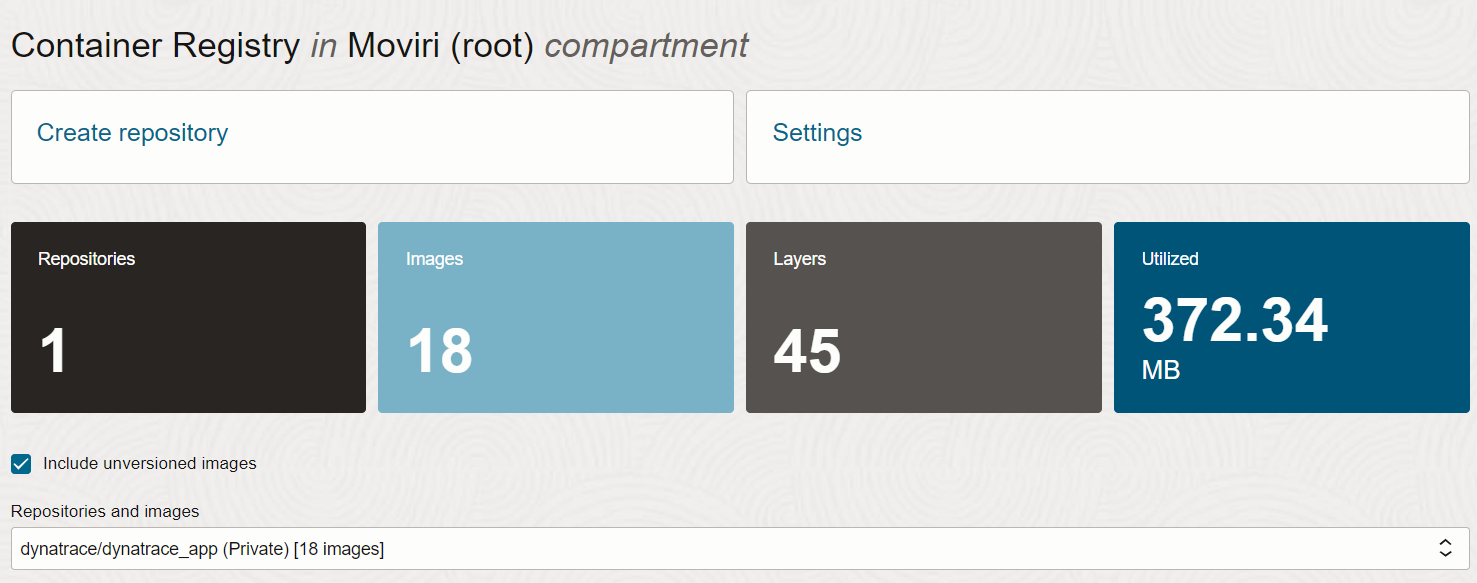 Container Registry in Moviri (root) compartment
Create repository
Settings
Repositories
Images
Layers
Utilized
1
18
45
372.34
MB
Include unversioned images
Repositories and images
dynatrace/dynatrace_app (Private) [18 images]